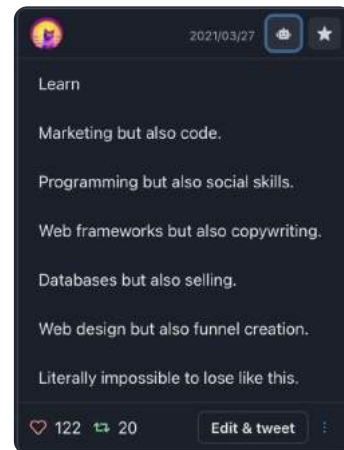 2021/03/27
Learn
Marketing but also code.
Programming but also social skills.
Web frameworks but also copywriting.
Databases but also selling.
Web design but also funnel creation.
Literally impossible to lose like this.
122 20 Edit & tweet